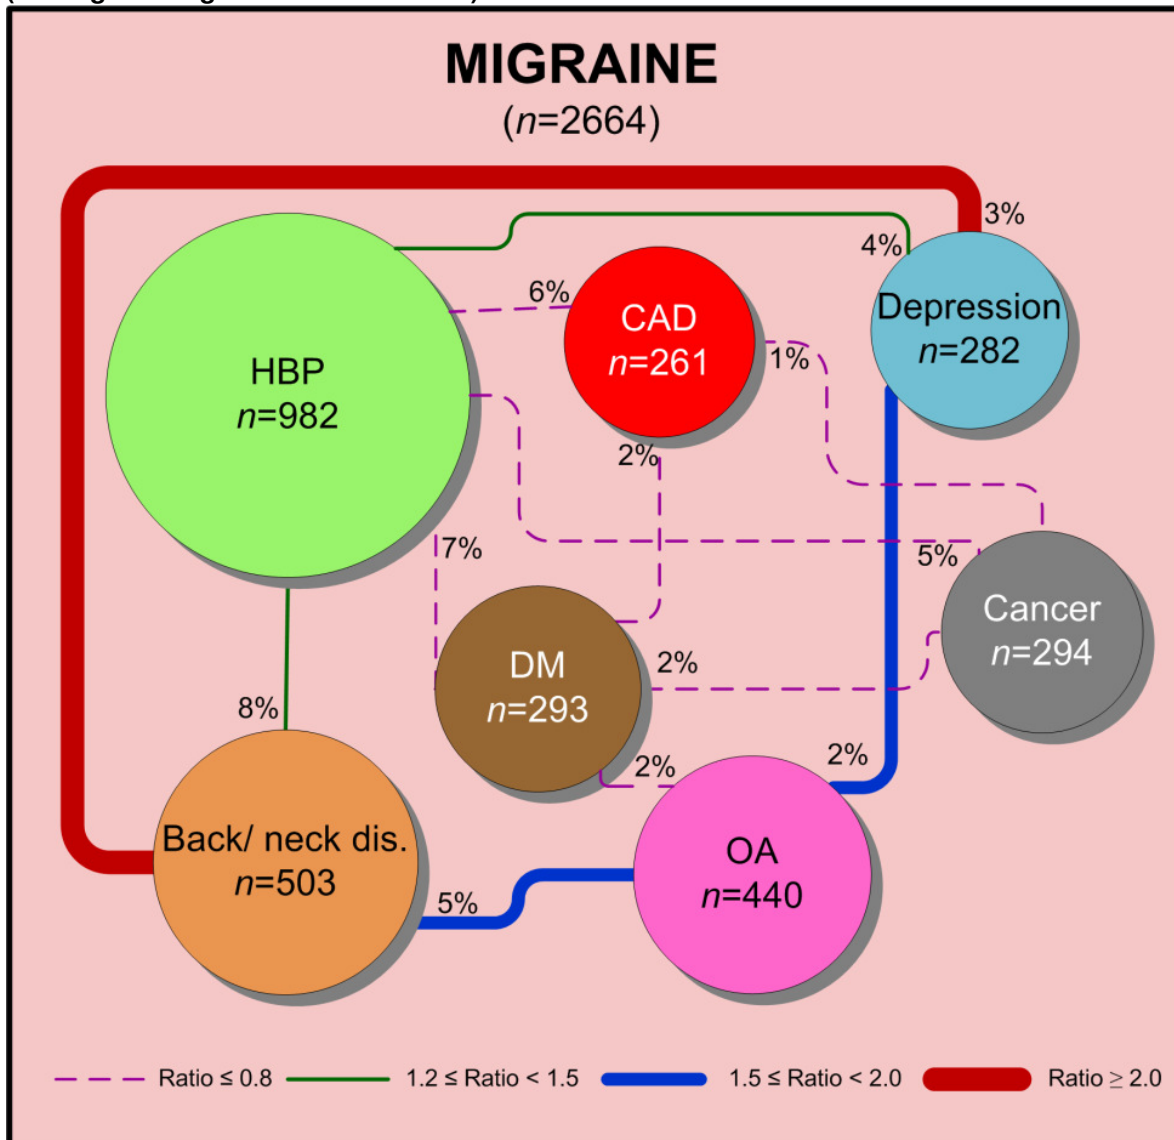 MIGRAINE
(n=2664)
3%
4%
6%
CAD
n=261
Depression
n=282
1%
HBP
n=982
2%
7%
5%
Cancer
n=294
DM
n=293
2%
8%
2%
2%
Back/ neck dis.
n=503
OA
n=440
5%
Ratio ≤ 0.8
1.2 ≤ Ratio < 1.5
1.5 ≤ Ratio < 2.0
Ratio ≥ 2.0